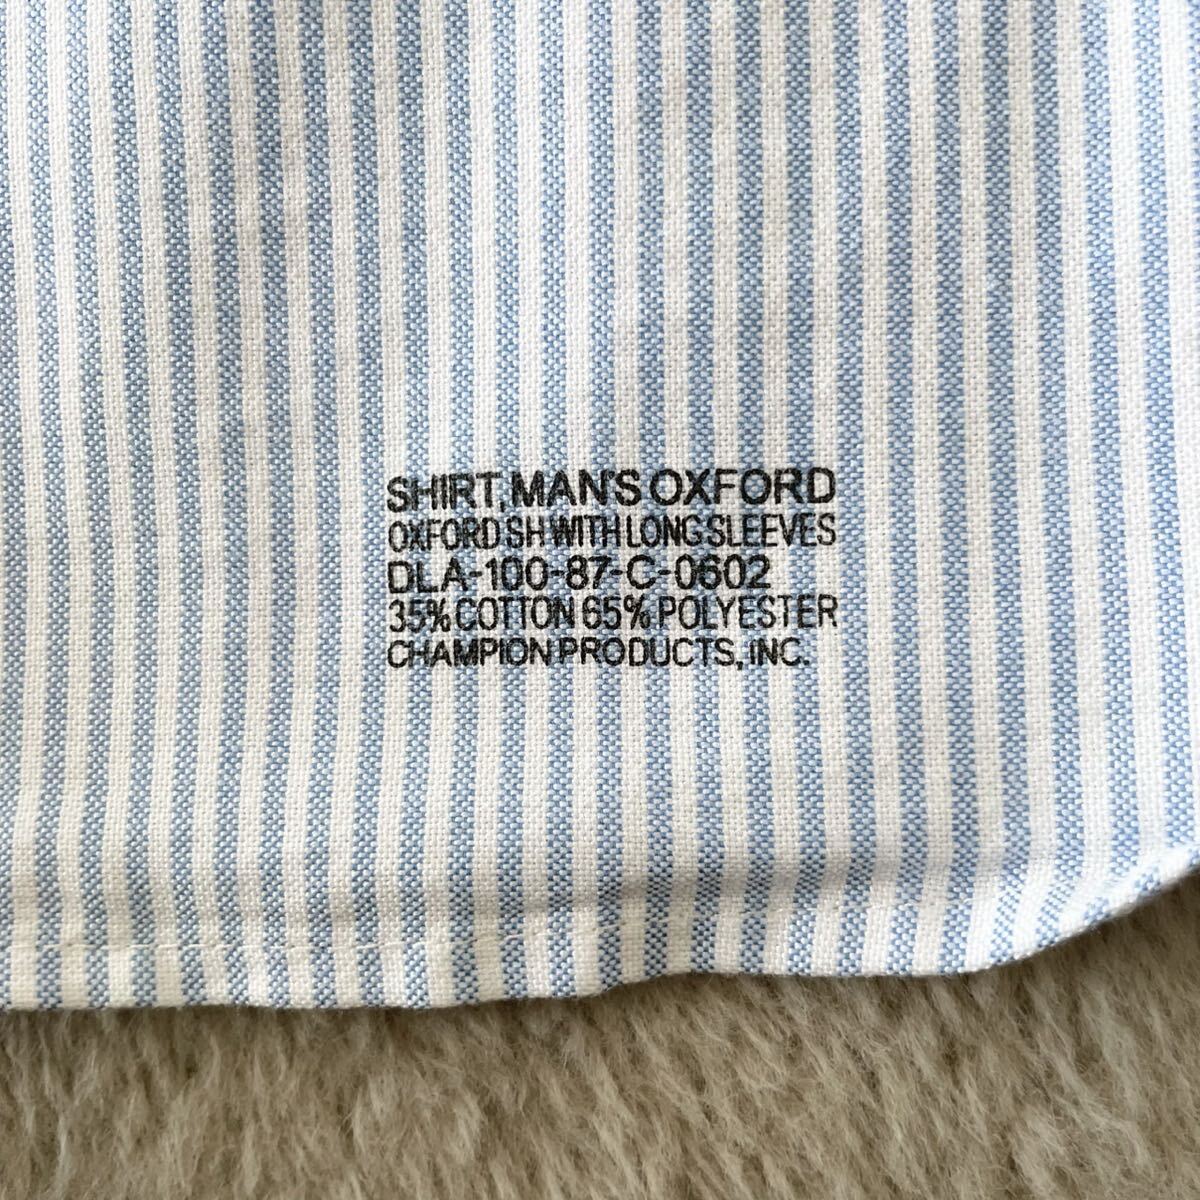 SHIRT, MAN'S OXFORD
OXFORD SH WITH LONG SLEEVES
DLA-100-87-C-0602
35% COTTON 65% POLYESTER
CHAMPION PRODUCTS, INC.